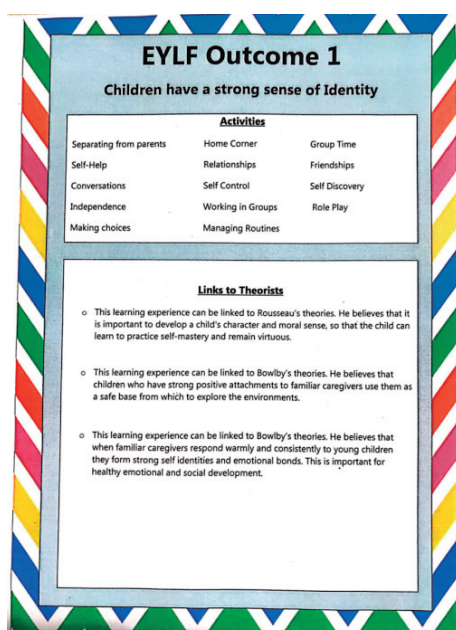 EYLF Outcome 1
Children have a strong sense of Identity
Activities
Separating from parents Home Corner Group Time
Self-Help Relationships Friendships
Conversations Self Control Self Discovery
Independence Working in Groups Role Play
Making choices Managing Routines
Links to Theorists
o This learning experience can be linked to Rousseau's theories. He believes that it
is important to develop a child's character and moral sense, so that the child can
learn to practice self-mastery and remain virtuous.
o This learning experience can be linked to Bowlby's theories. He believes that
children who have strong positive attachments to familiar caregivers use them as
a safe base from which to explore the environments.
o This learning experience can be linked to Bowlby's theories. He believes that
when familiar caregivers respond warmly and consistently to young children
they form strong self identities and emotional bonds. This is important for
healthy emotional and social development.